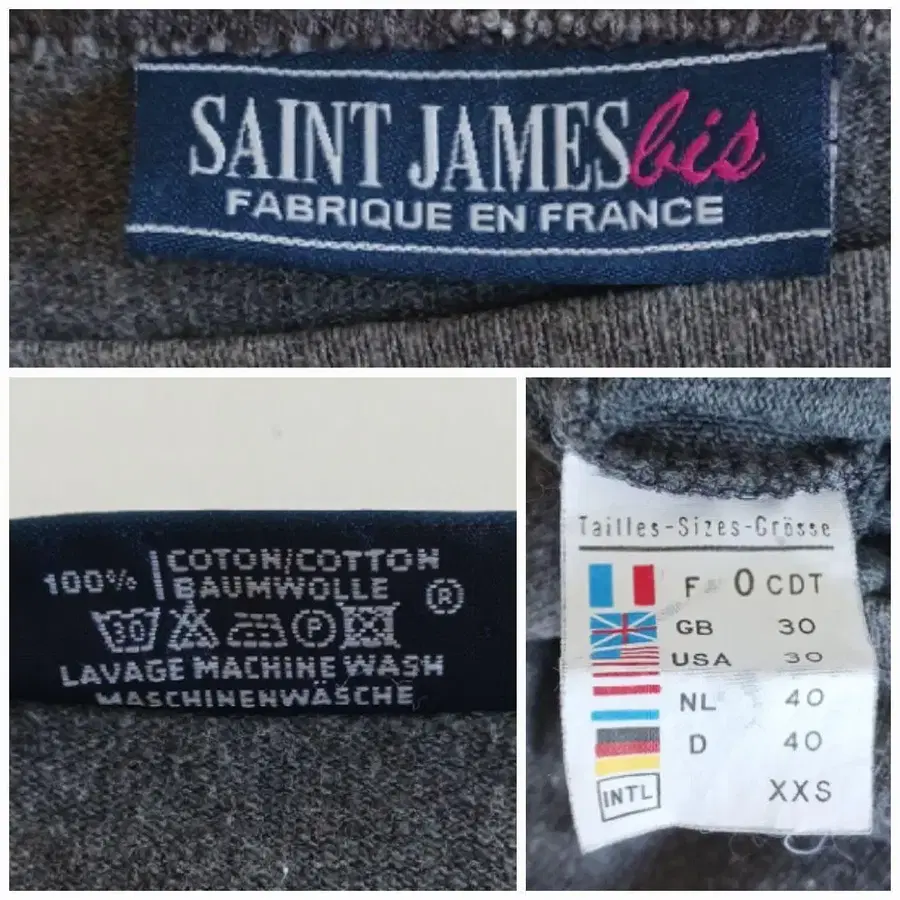 SAINT JAMES bis
FABRIQUE EN FRANCE
100% COTON/COTTON
BAUMWOLLE ®
30 P
LAVAGE MACHINE WASH
MASCHINENWÄSCHE
Tailles-Sizes-Grösse
F 0 CDT
GB 30
USA 30
NL 40
D 40
INTL XXS